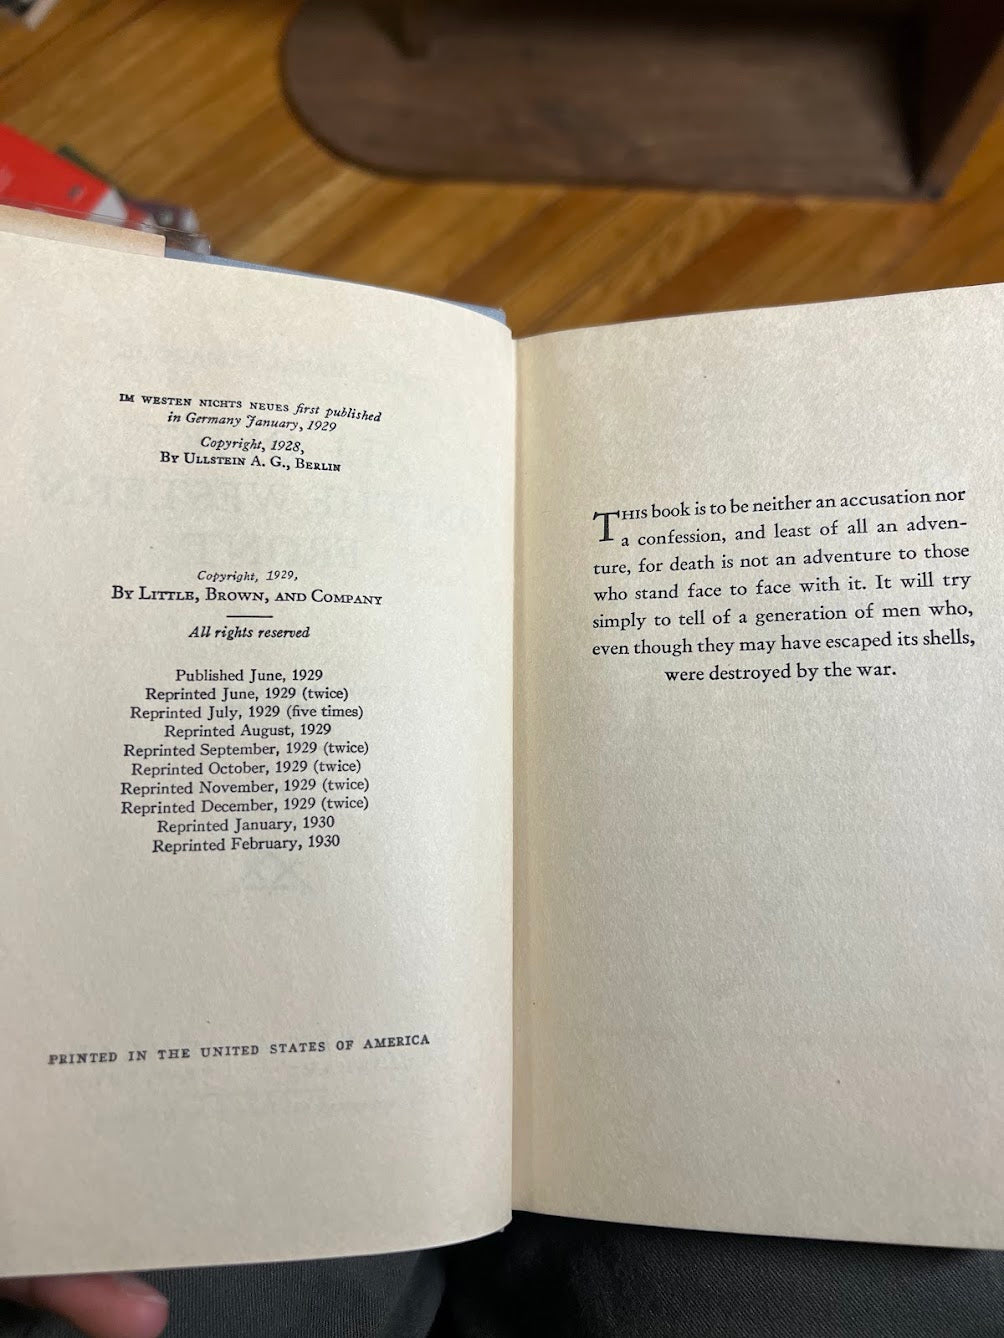 IM WESTEN NICHTS NEUES first published
in Germany January, 1929
Copyright, 1928,
BY ULLSTEIN A. G., BERLIN
Copyright, 1929,
BY LITTLE, BROWN, AND COMPANY
All rights reserved
Published June, 1929
Reprinted June, 1929 (twice)
Reprinted July, 1929 (five times)
Reprinted August, 1929
Reprinted September, 1929 (twice)
Reprinted October, 1929 (twice)
Reprinted November, 1929 (twice)
Reprinted December, 1929 (twice)
Reprinted January, 1930
Reprinted February, 1930
PRINTED IN THE UNITED STATES OF AMERICA
THIS book is to be neither an accusation nor
a confession, and least of all an adven-
ture, for death is not an adventure to those
who stand face to face with it. It will try
simply to tell of a generation of men who,
even though they may have escaped its shells,
were destroyed by the war.